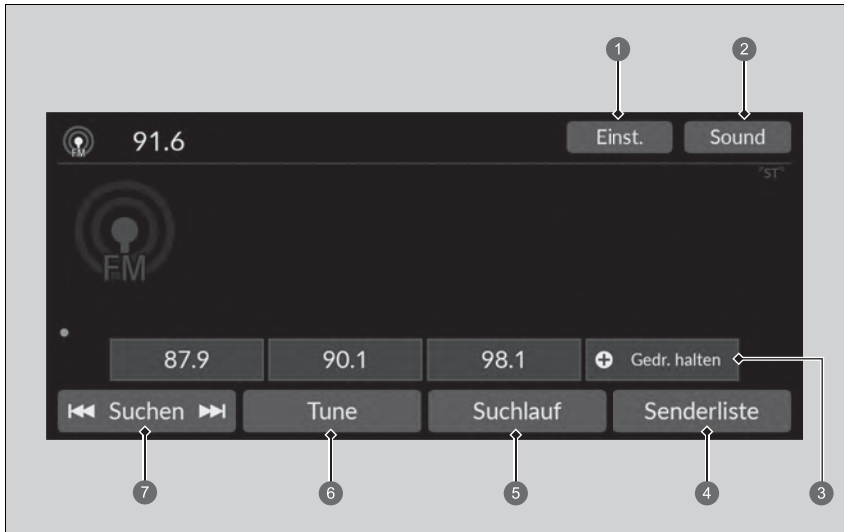 1 2
FM 91.6 Einst. Sound
"ST"
FM
87.9 90.1 98.1 Gedr. halten
Suchen Tune Suchlauf Senderliste
7 6 5 4 3